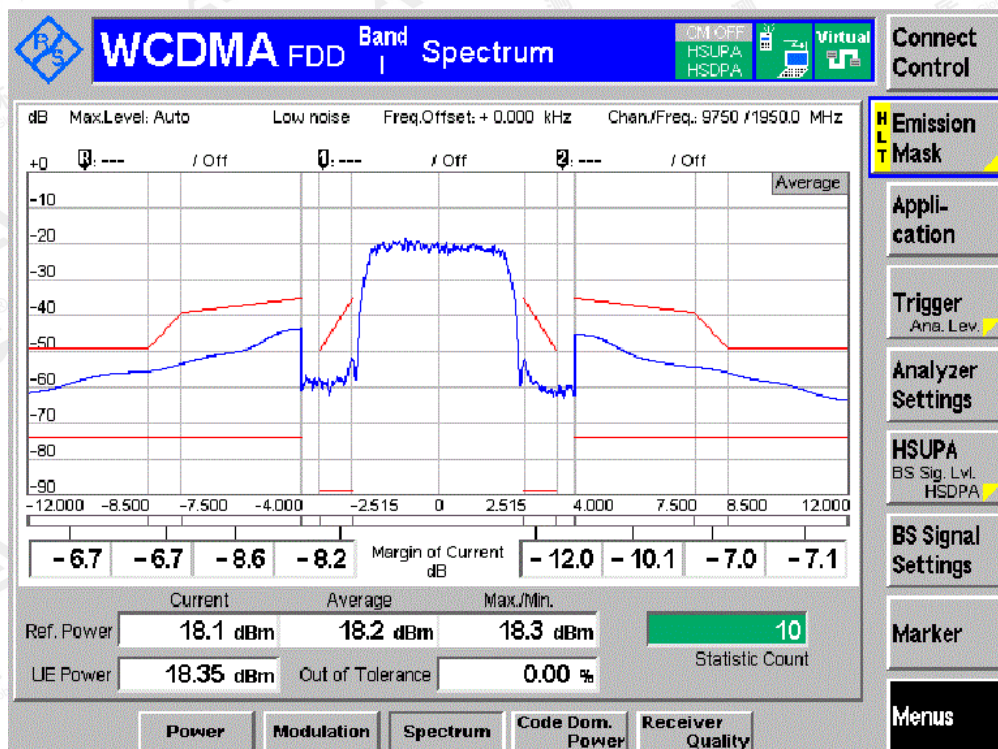 R&S
WCDMA FDD Band I Spectrum
CM OFF
HSUPA
HSDPA
Virtual
Connect
Control
dB Max.Level: Auto Low noise Freq.Offset: + 0.000 kHz Chan./Freq.: 9750 / 1950.0 MHz
H
L
T
Emission
Mask
+0 R: --- / Off 1: --- / Off 2: --- / Off
Average
-10
-20
-30
-40
-50
-60
-70
-80
-90
-12.000 -8.500 -7.500 -4.000 -2.515 0 2.515 4.000 7.500 8.500 12.000
-6.7 -6.7 -8.6 -8.2 Margin of Current dB -12.0 -10.1 -7.0 -7.1
Current Average Max./Min.
Ref. Power 18.1 dBm 18.2 dBm 18.3 dBm 10
Statistic Count
UE Power 18.35 dBm Out of Tolerance 0.00 %
Appli-
cation
Trigger
Ana. Lev.
Analyzer
Settings
HSUPA
BS Sig. Lvl.
HSDPA
BS Signal
Settings
Marker
Menus
Power Modulation Spectrum Code Dom. Power Receiver Quality